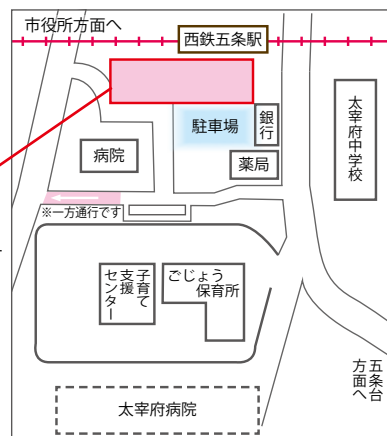 市役所方面へ
西鉄五条駅
駐車場
銀行
太宰府中学校
病院
薬局
※一方通行です
子育て
支援
センター
ごじょう
保育所
五条台
方面へ
太宰府病院